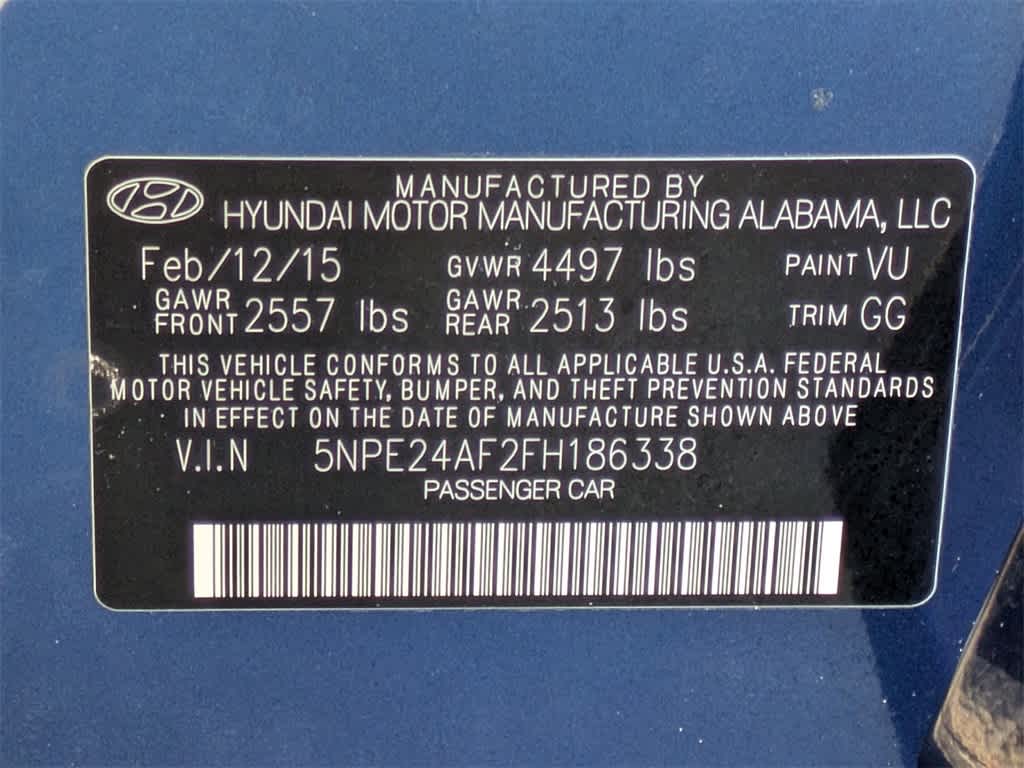 MANUFACTURED BY
HYUNDAI MOTOR MANUFACTURING ALABAMA, LLC
Feb/12/15 GVWR 4497 lbs PAINT VU
GAWR FRONT 2557 lbs GAWR REAR 2513 lbs TRIM GG
THIS VEHICLE CONFORMS TO ALL APPLICABLE U.S.A. FEDERAL
MOTOR VEHICLE SAFETY, BUMPER, AND THEFT PREVENTION STANDARDS
IN EFFECT ON THE DATE OF MANUFACTURE SHOWN ABOVE
V.I.N 5NPE24AF2FH186338
PASSENGER CAR